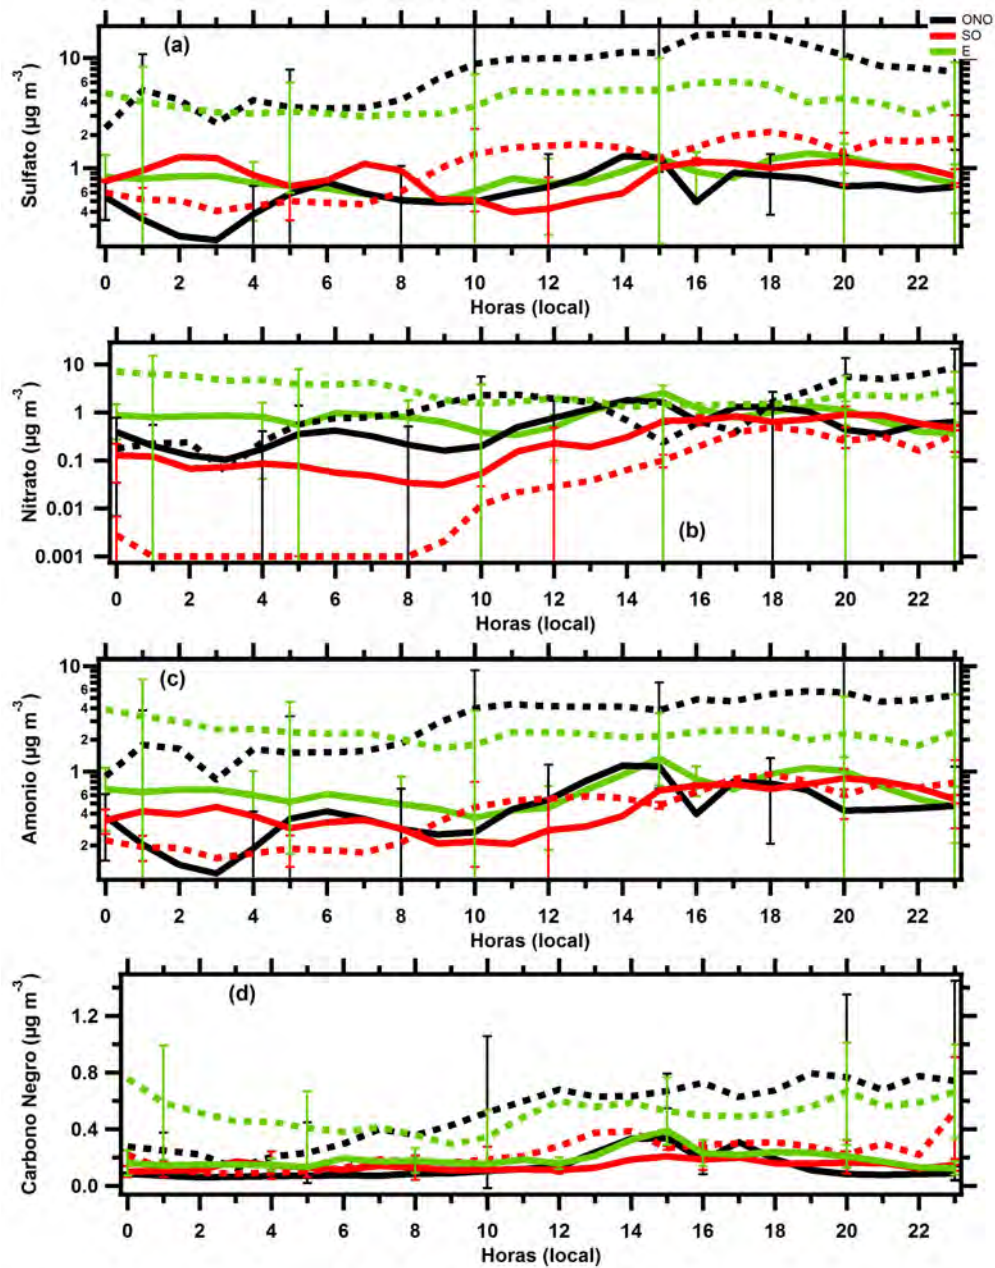 (a)
ONO
SO
E
Sulfato (µg m-3)
10
6
4
2
1
6
4
0 2 4 6 8 10 12 14 16 18 20 22
Horas (local)
Nitrato (µg m-3)
10
1
0.1
0.01
0.001
(b)
0 2 4 6 8 10 12 14 16 18 20 22
Horas (local)
(c)
Amonio (µg m-3)
10
6
4
2
1
6
4
2
0 2 4 6 8 10 12 14 16 18 20 22
Horas (local)
(d)
Carbono Negro (µg m-3)
1.2
0.8
0.4
0.0
0 2 4 6 8 10 12 14 16 18 20 22
Horas (local)